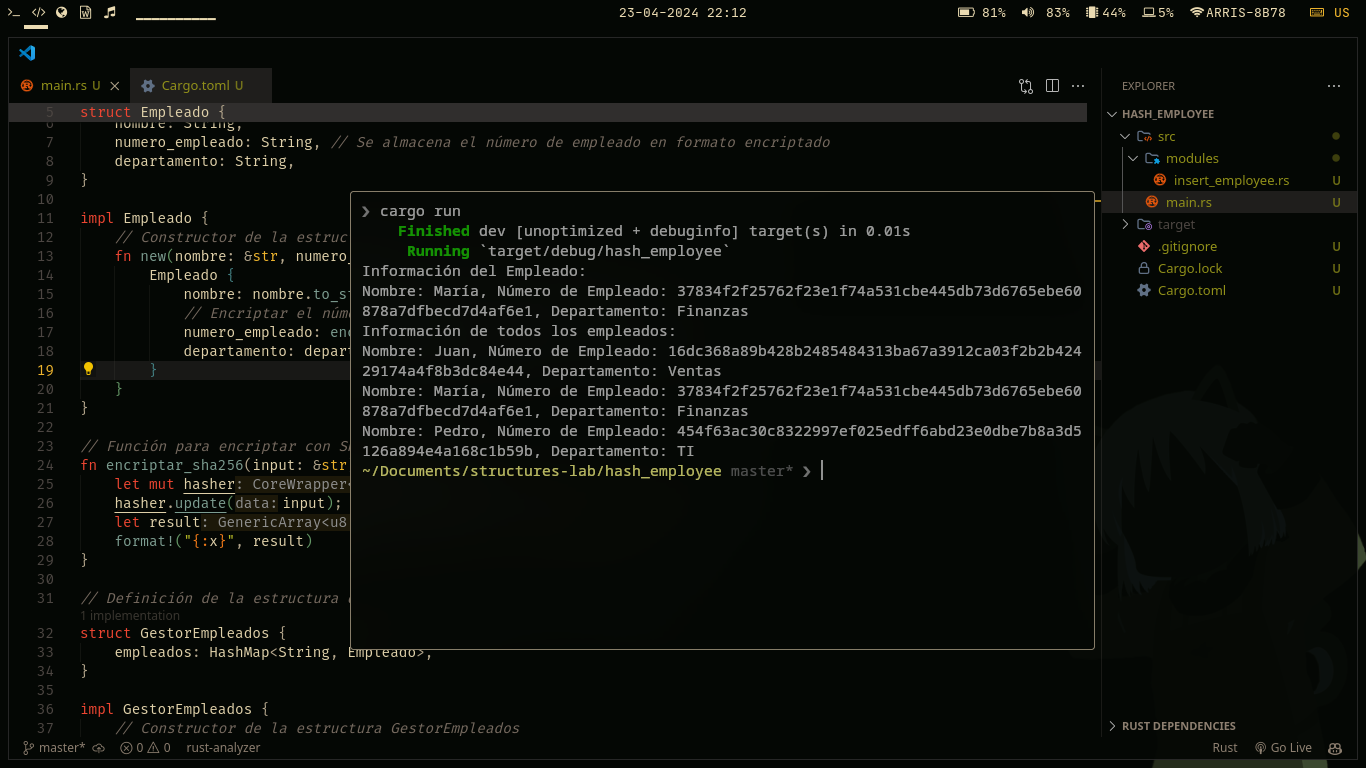 23-04-2024 22:12
81% 83% 44% 5% ARRIS-8B78 US
main.rs U
Cargo.toml U
5 struct Empleado {
6 nombre: String,
7 numero_empleado: String, // Se almacena el número de empleado en formato encriptado
8 departamento: String,
9 }
10
11 impl Empleado {
12 // Constructor de la estruc
13 fn new(nombre: &str, numero_
14 Empleado {
15 nombre: nombre.to_st
16 // Encriptar el núme
17 numero_empleado: enc
18 departamento: depart
19 }
20 }
21 }
22
23 // Función para encriptar con S
24 fn encriptar_sha256(input: &str
25 let mut hasher: CoreWrapper<
26 hasher.update(data: input);
27 let result: GenericArray<u8
28 format!("{:x}", result)
29 }
30
31 // Definición de la estructura
1 implementation
32 struct GestorEmpleados {
33 empleados: HashMap<String, Empleado>,
34 }
35
36 impl GestorEmpleados {
37 // Constructor de la estructura GestorEmpleados
❯ cargo run
Finished dev [unoptimized + debuginfo] target(s) in 0.01s
Running `target/debug/hash_employee`
Información del Empleado:
Nombre: María, Número de Empleado: 37834f2f25762f23e1f74a531cbe445db73d6765ebe60
878a7dfbecd7d4af6e1, Departamento: Finanzas
Información de todos los empleados:
Nombre: Juan, Número de Empleado: 16dc368a89b428b2485484313ba67a3912ca03f2b2b424
29174a4f8b3dc84e44, Departamento: Ventas
Nombre: María, Número de Empleado: 37834f2f25762f23e1f74a531cbe445db73d6765ebe60
878a7dfbecd7d4af6e1, Departamento: Finanzas
Nombre: Pedro, Número de Empleado: 454f63ac30c8322997ef025edff6abd23e0dbe7b8a3d5
126a894e4a168c1b59b, Departamento: TI
~/Documents/structures-lab/hash_employee master* ❯
EXPLORER
HASH_EMPLOYEE
src
modules
insert_employee.rs U
main.rs U
target
.gitignore U
Cargo.lock U
Cargo.toml U
RUST DEPENDENCIES
master* 0 0 rust-analyzer
Rust Go Live